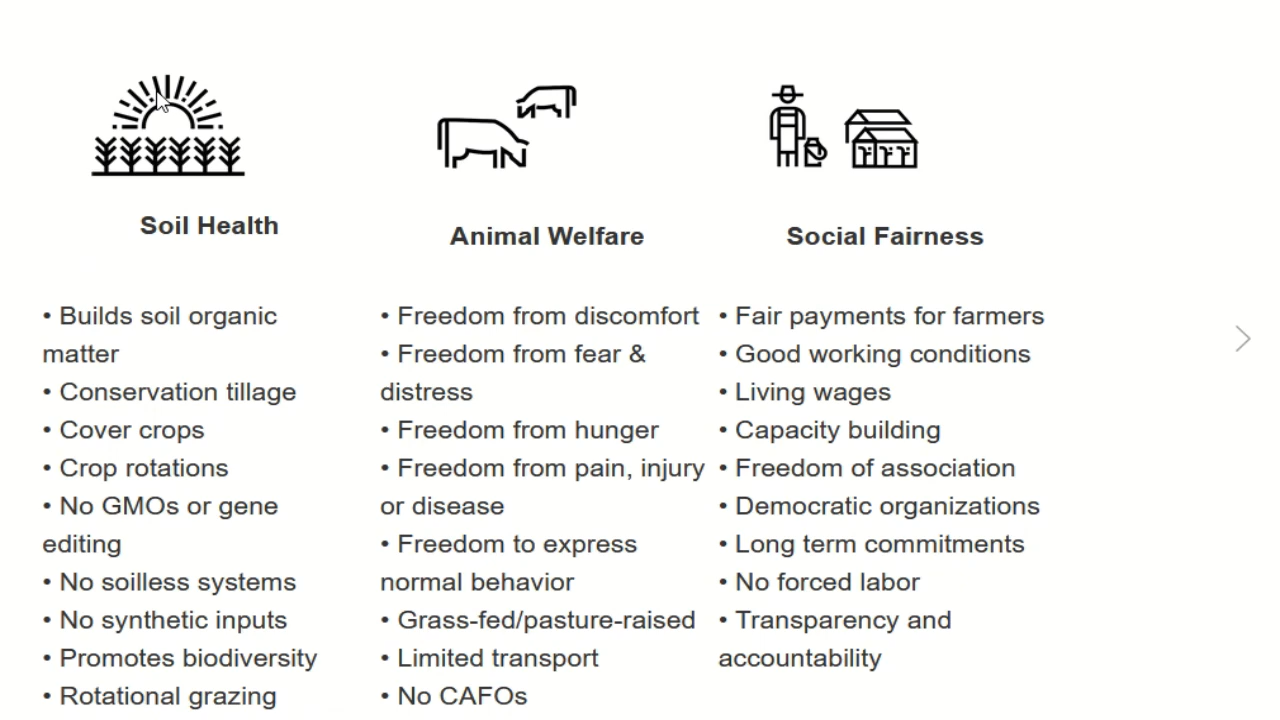 Soil Health
• Builds soil organic
matter
• Conservation tillage
• Cover crops
• Crop rotations
• No GMOs or gene
editing
• No soilless systems
• No synthetic inputs
• Promotes biodiversity
• Rotational grazing
Animal Welfare
• Freedom from discomfort
• Freedom from fear &
distress
• Freedom from hunger
• Freedom from pain, injury
or disease
• Freedom to express
normal behavior
• Grass-fed/pasture-raised
• Limited transport
• No CAFOs
Social Fairness
• Fair payments for farmers
• Good working conditions
• Living wages
• Capacity building
• Freedom of association
• Democratic organizations
• Long term commitments
• No forced labor
• Transparency and
accountability